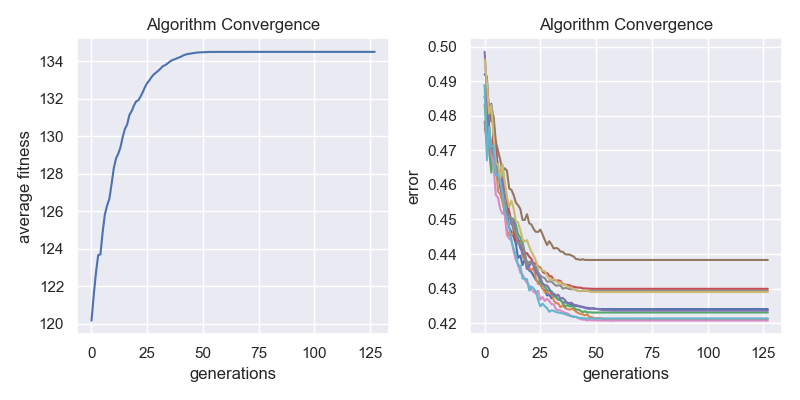 Algorithm Convergence
average fitness
134
132
130
128
126
124
122
120
0 25 50 75 100 125
generations
Algorithm Convergence
error
0.50
0.49
0.48
0.47
0.46
0.45
0.44
0.43
0.42
0 25 50 75 100 125
generations